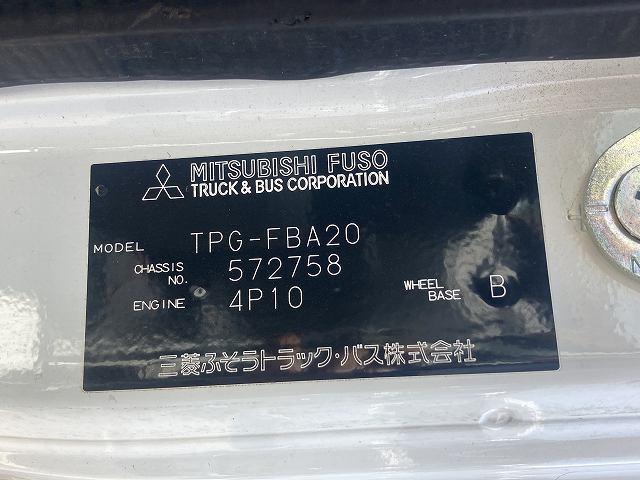 MITSUBISHI FUSO
TRUCK & BUS CORPORATION
MODEL TPG-FBA20
CHASSIS NO. 572758
ENGINE 4P10
WHEEL BASE B
三菱ふそうトラック・バス株式会社